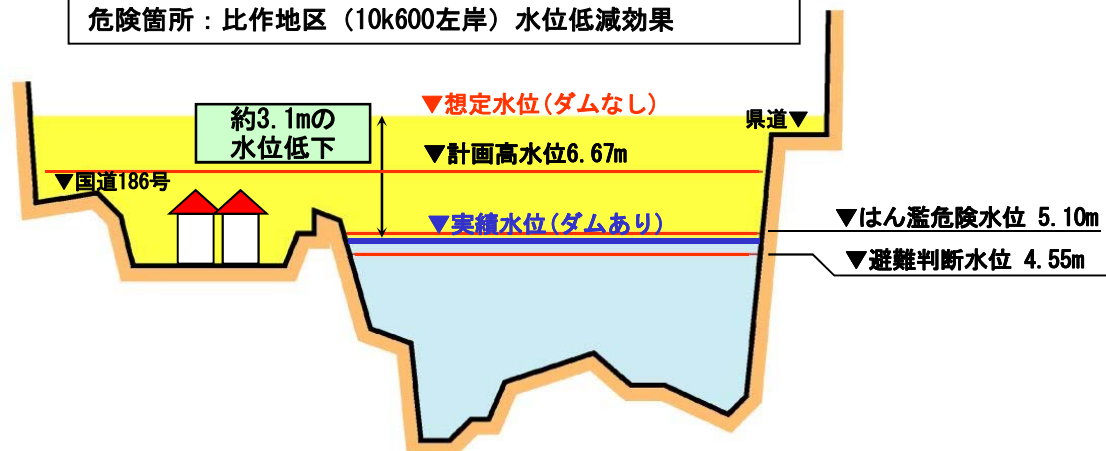 危険箇所：比作地区（10k600左岸）水位低減効果
▼想定水位(ダムなし)
約3.1mの
水位低下
県道▼
▼計画高水位6.67m
▼国道186号
▼実績水位(ダムあり)
▼はん濫危険水位 5.10m
▼避難判断水位 4.55m